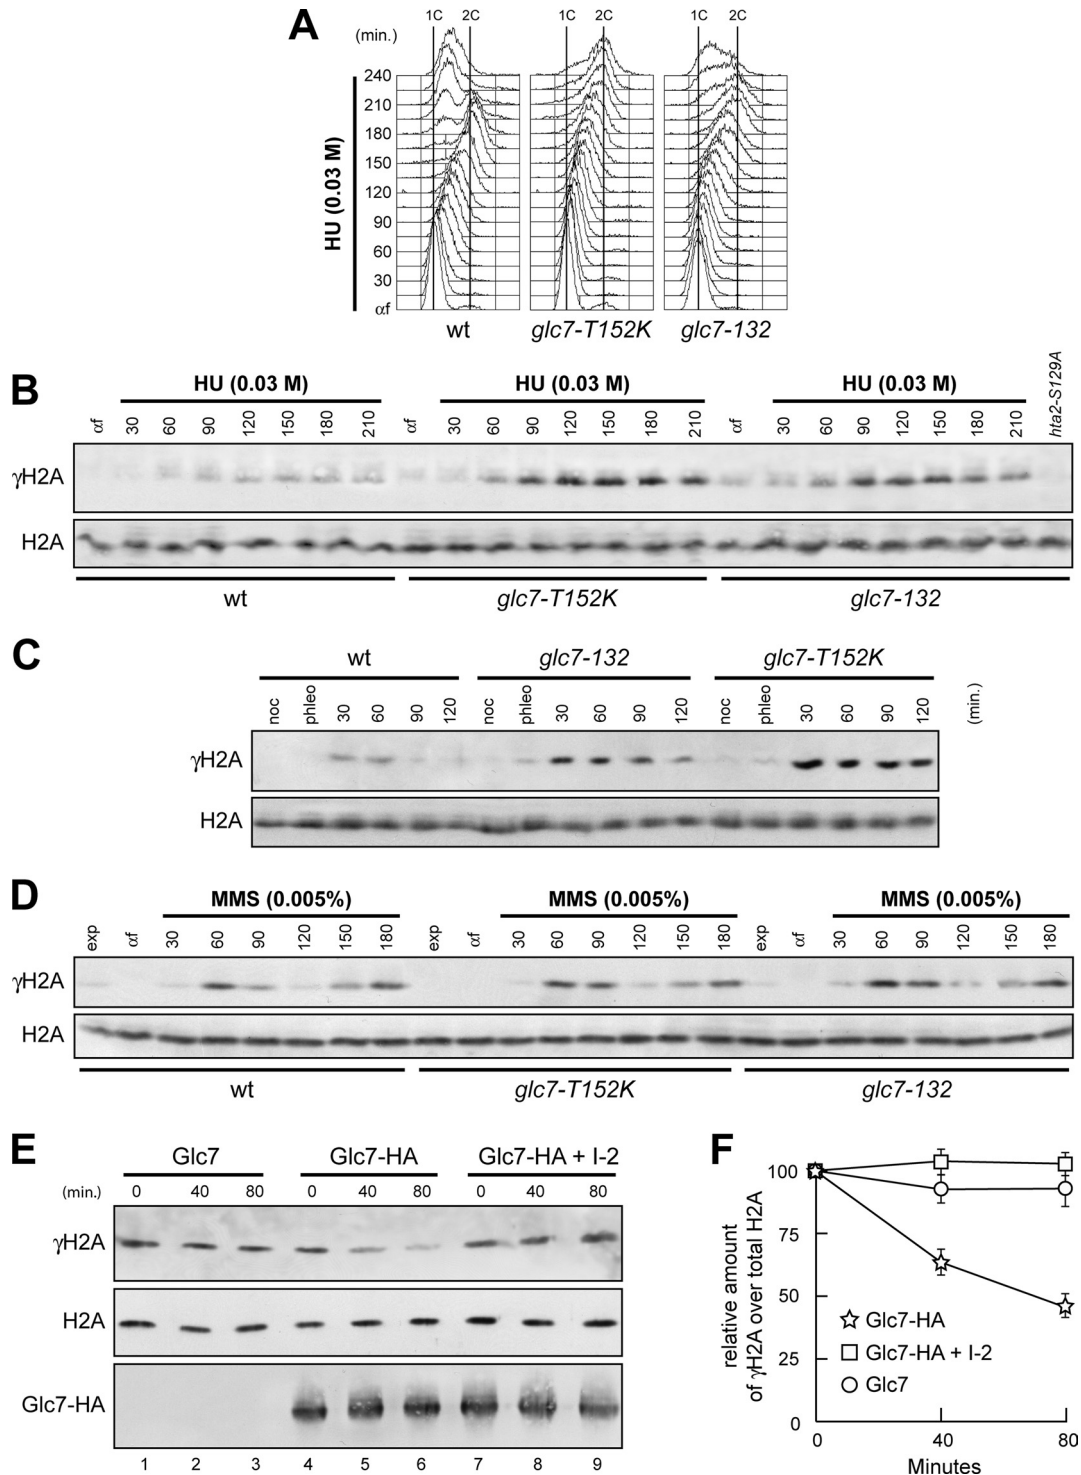 A
1C 2C 1C 2C 1C 2C
(min.)
240
210
180
150
120
90
60
30
αf
HU (0.03 M)
wt glc7-T152K glc7-132
B
HU (0.03 M) HU (0.03 M) HU (0.03 M)
αf 30 60 90 120 150 180 210 αf 30 60 90 120 150 180 210 αf 30 60 90 120 150 180 210 hta2-S129A
γH2A
H2A
wt glc7-T152K glc7-132
C
wt glc7-132 glc7-T152K
noc phleo 30 60 90 120 noc phleo 30 60 90 120 noc phleo 30 60 90 120 (min.)
γH2A
H2A
D
MMS (0.005%) MMS (0.005%) MMS (0.005%)
exp αf 30 60 90 120 150 180 exp αf 30 60 90 120 150 180 exp αf 30 60 90 120 150 180
γH2A
H2A
wt glc7-T152K glc7-132
E
Glc7 Glc7-HA Glc7-HA + I-2
(min.) 0 40 80 0 40 80 0 40 80
γH2A
H2A
Glc7-HA
1 2 3 4 5 6 7 8 9
F
relative amount
of γH2A over total H2A
100
75
50
25
0
Glc7-HA
Glc7-HA + I-2
Glc7
0 40 80
Minutes